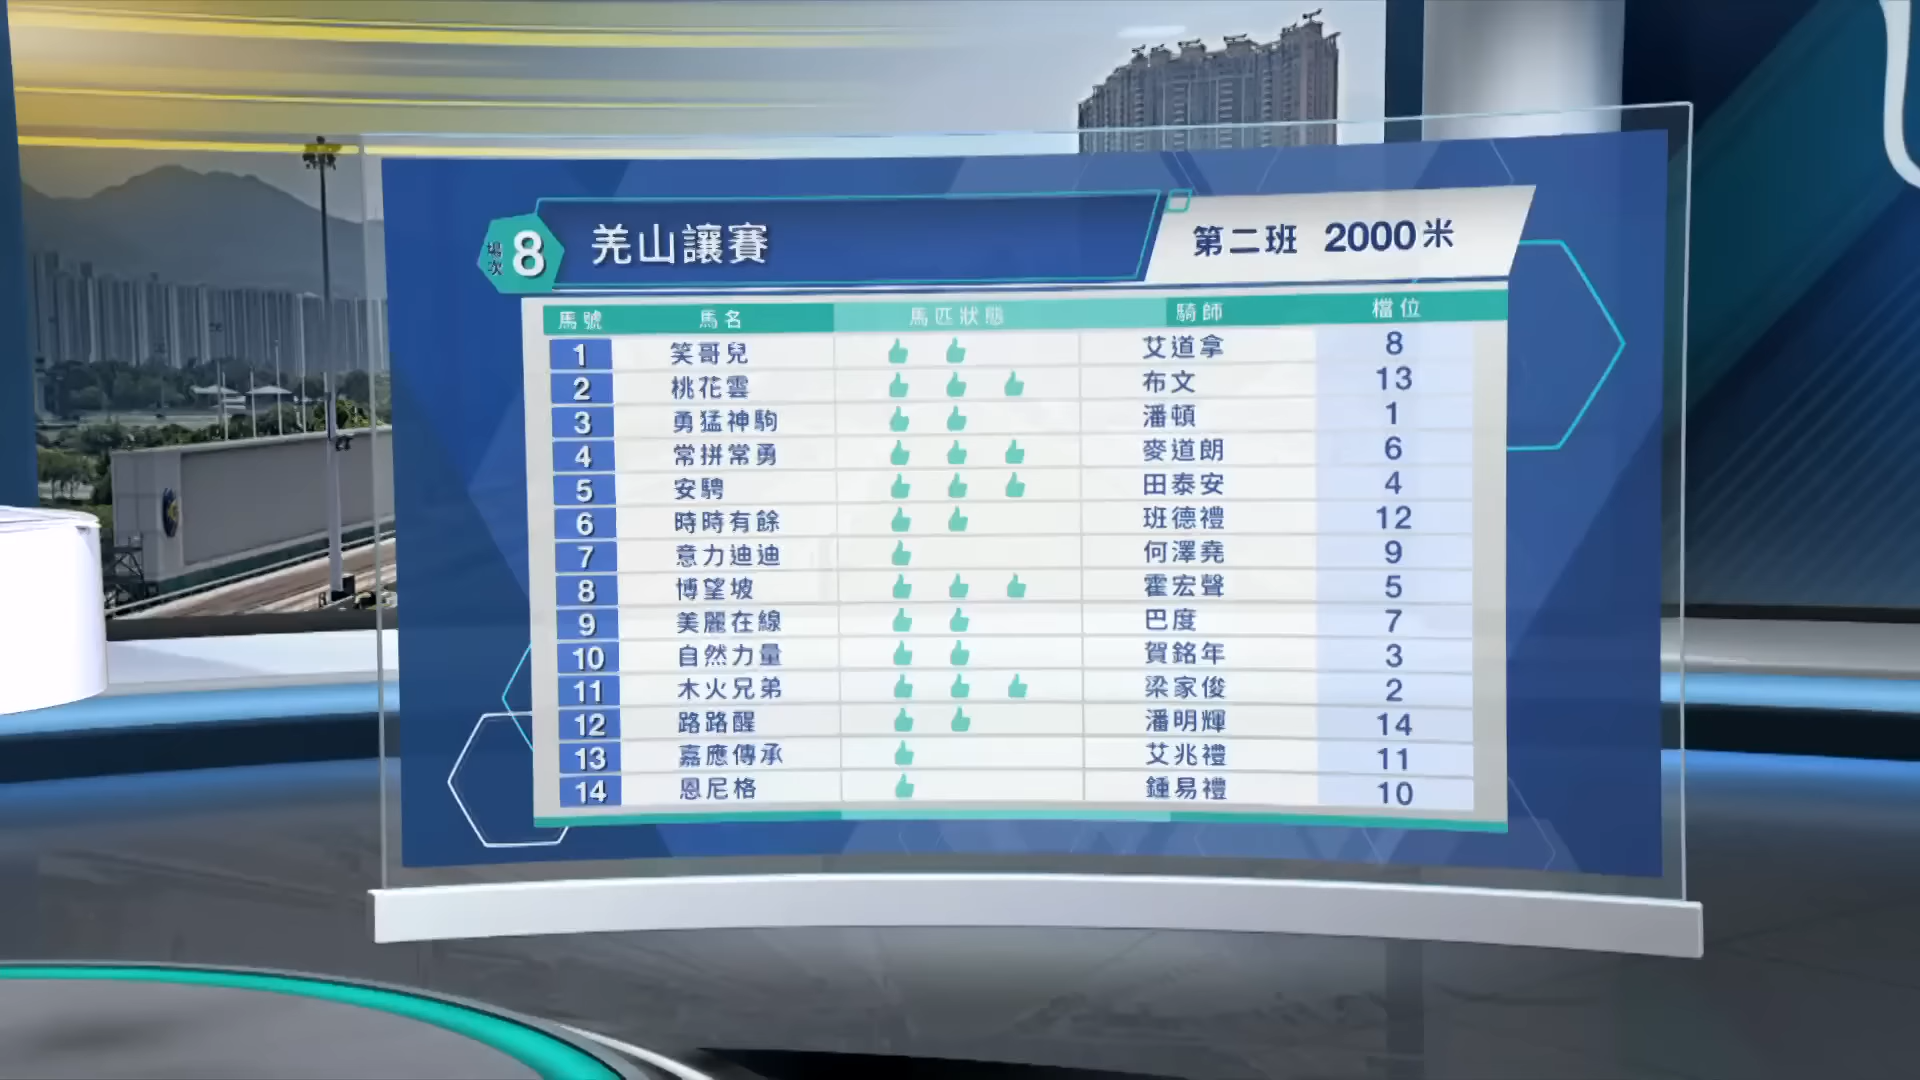 場次 8 羌山讓賽 第二班 2000米
馬號 馬名 馬匹狀態 騎師 檔位
1 笑哥兒 艾道拿 8
2 桃花雲 布文 13
3 勇猛神駒 潘頓 1
4 常拼常勇 麥道朗 6
5 安騁 田泰安 4
6 時時有餘 班德禮 12
7 意力迪迪 何澤堯 9
8 博望坡 霍宏聲 5
9 美麗在線 巴度 7
10 自然力量 賀銘年 3
11 木火兄弟 梁家俊 2
12 路路醒 潘明輝 14
13 嘉應傳承 艾兆禮 11
14 恩尼格 鍾易禮 10